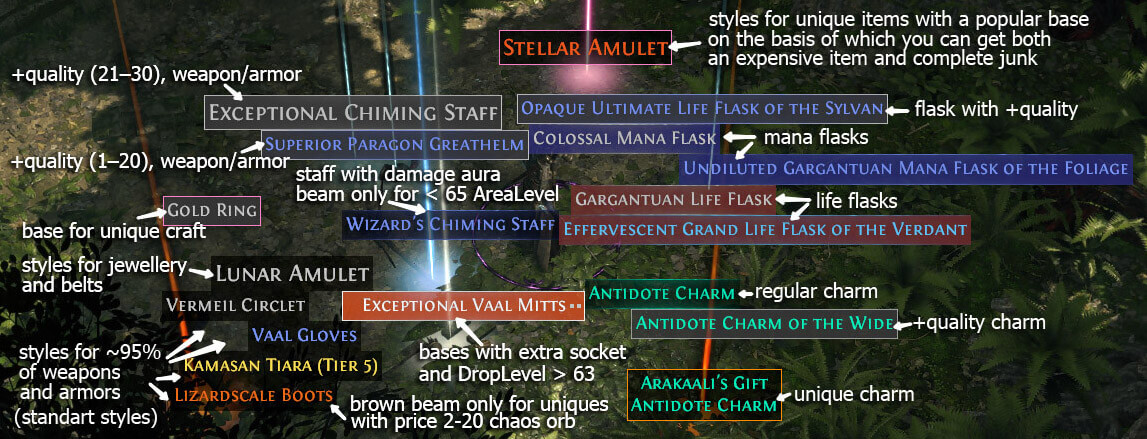 styles for unique items with a popular base
on the basis of which you can get both
an expensive item and complete junk
STELLAR AMULET
+quality (21–30), weapon/armor
EXCEPTIONAL CHIMING STAFF
OPAQUE ULTIMATE LIFE FLASK OF THE SYLVAN
flask with +quality
SUPERIOR PARAGON GREATHELM
COLOSSAL MANA FLASK
mana flasks
+quality (1–20), weapon/armor
UNDILUTED GARGANTUAN MANA FLASK OF THE FOLIAGE
staff with damage aura
beam only for < 65 AreaLevel
GARGANTUAN LIFE FLASK
life flasks
GOLD RING
WIZARD'S CHIMING STAFF
EFFERVESCENT GRAND LIFE FLASK OF THE VERDANT
base for unique craft
styles for jewellery
and belts
LUNAR AMULET
VERMEIL CIRCLET
EXCEPTIONAL VAAL MITTS
ANTIDOTE CHARM
regular charm
VAAL GLOVES
ANTIDOTE CHARM OF THE WIDE
+quality charm
styles for ~95%
of weapons
and armors
(standart styles)
KAMASAN TIARA (TIER 5)
bases with extra socket
and DropLevel > 63
LIZARDSCALE BOOTS
brown beam only for uniques
with price 2-20 chaos orb
ARAKAALI'S GIFT
ANTIDOTE CHARM
unique charm